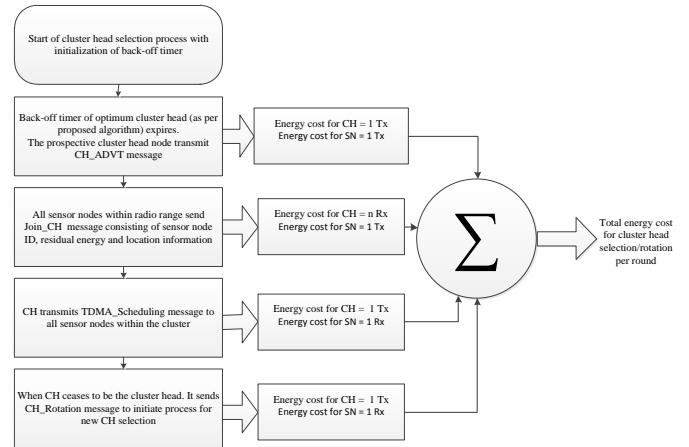 Start of cluster head selection process with
initialization of back-off timer
Back-off timer of optimum cluster head (as per
proposed algorithm) expires.
The prospective cluster head node transmit
CH_ADVT message
Energy cost for CH = 1 Tx
Energy cost for SN = 1 Tx
All sensor nodes within radio range send
Join_CH message consisting of sensor node
ID, residual energy and location information
Energy cost for CH = n Rx
Energy cost for SN = 1 Tx
∑
Total energy cost
for cluster head
selection/rotation
per round
CH transmits TDMA_Scheduling message to
all sensor nodes within the cluster
Energy cost for CH = 1 Tx
Energy cost for SN = 1 Rx
When CH ceases to be the cluster head. It sends
CH_Rotation message to initiate process for
new CH selection
Energy cost for CH = 1 Tx
Energy cost for SN = 1 Rx